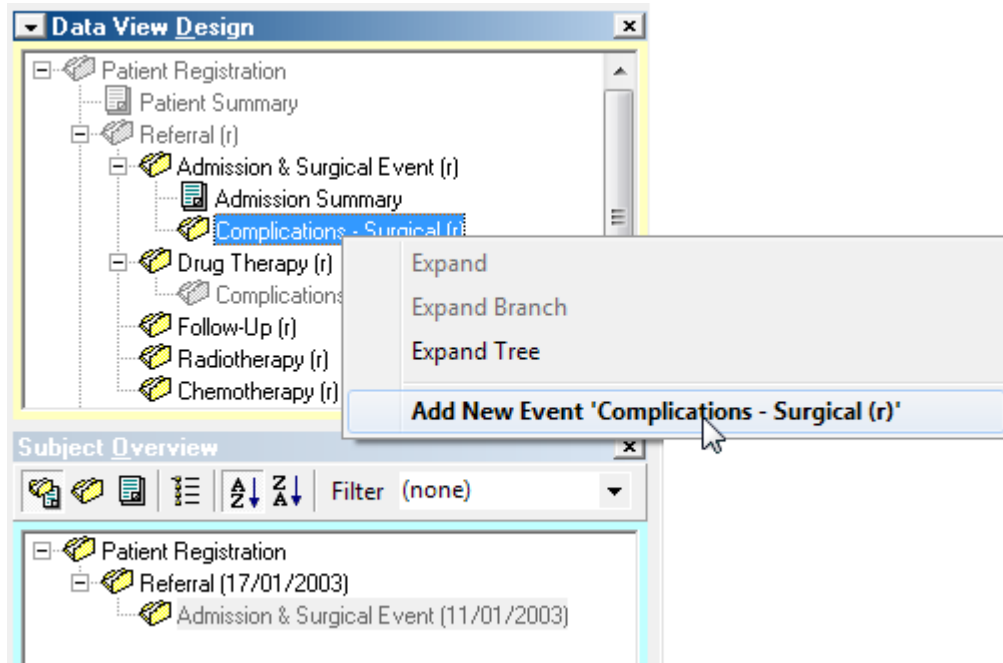 Data View Design
Patient Registration
Patient Summary
Referral (r)
Admission & Surgical Event (r)
Admission Summary
Complications - Surgical (r)
Drug Therapy (r)
Complications
Follow-Up (r)
Radiotherapy (r)
Chemotherapy (r)
Expand
Expand Branch
Expand Tree
Add New Event 'Complications - Surgical (r)'
Subject Overview
Filter (none)
Patient Registration
Referral (17/01/2003)
Admission & Surgical Event (11/01/2003)